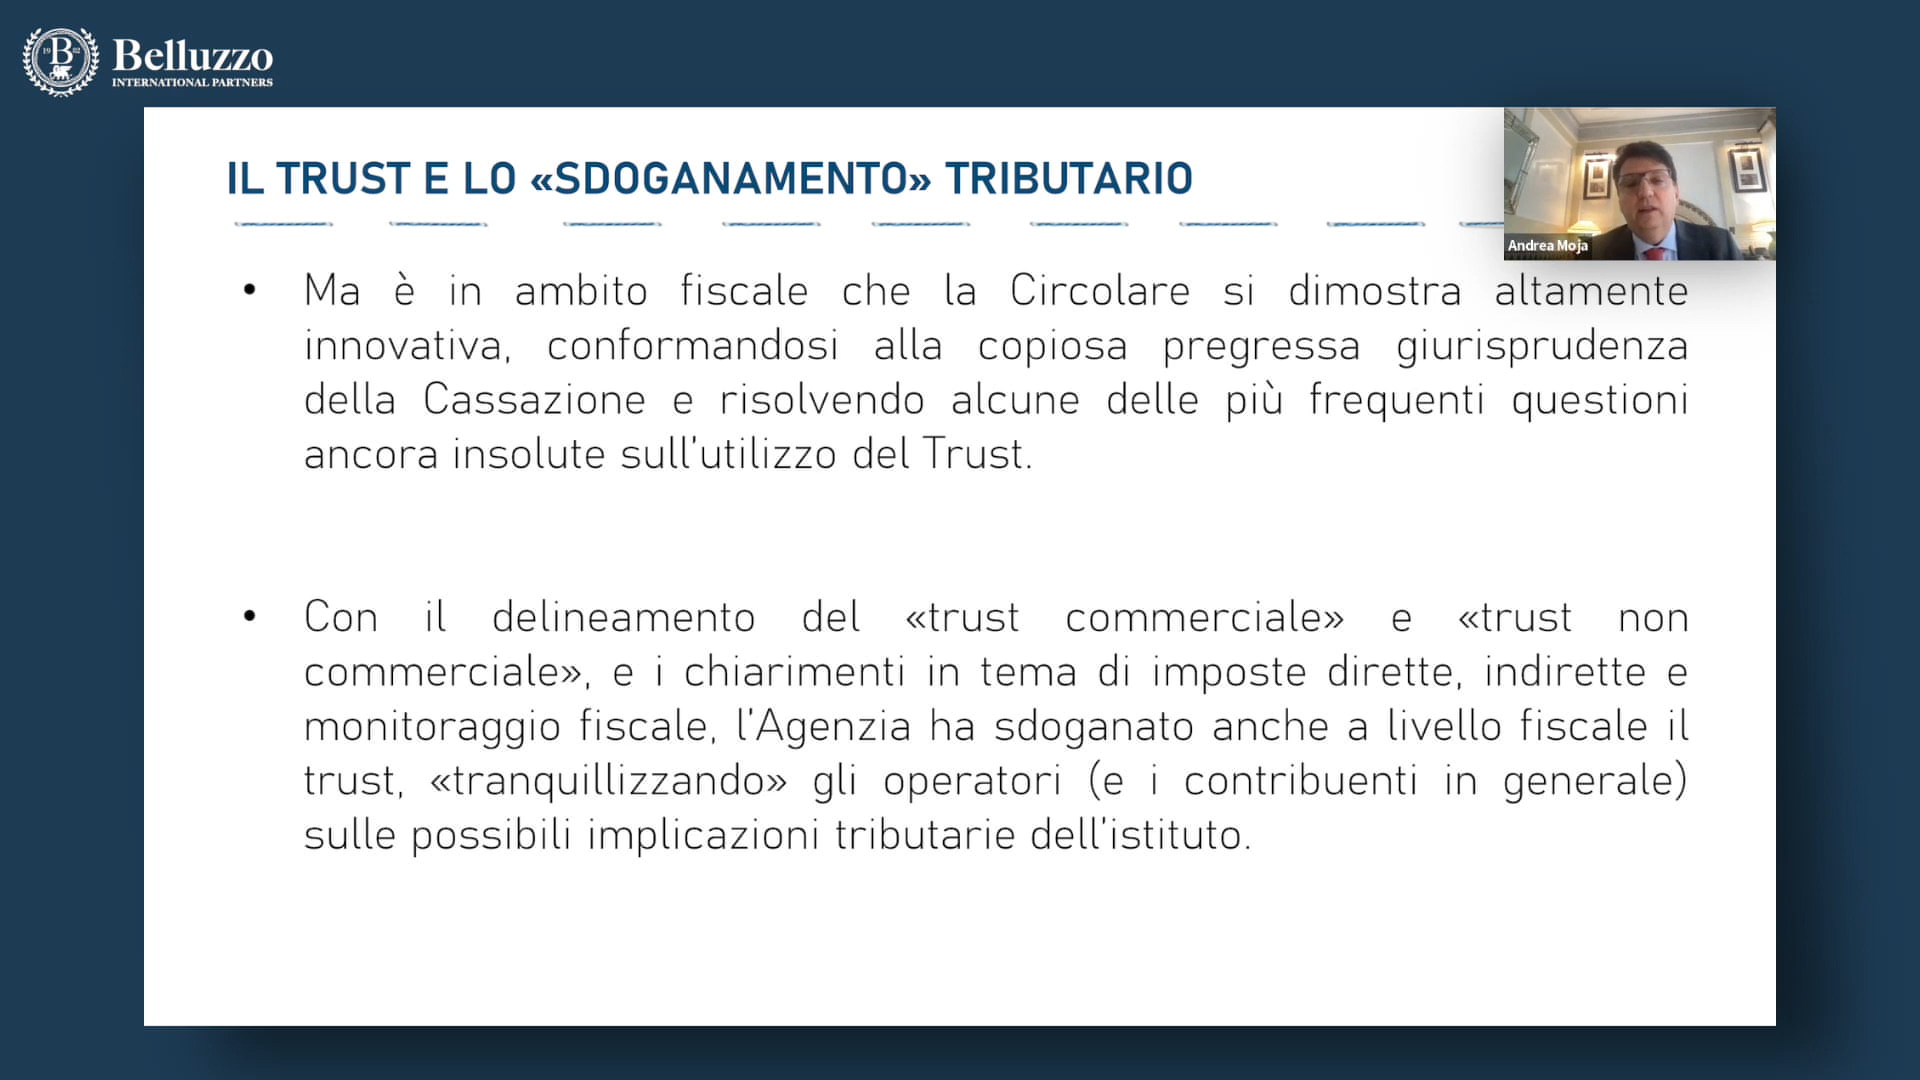 19 B 82
Belluzzo
INTERNATIONAL PARTNERS
IL TRUST E LO «SDOGANAMENTO» TRIBUTARIO
Andrea Moja
• Ma è in ambito fiscale che la Circolare si dimostra altamente
innovativa, conformandosi alla copiosa pregressa giurisprudenza
della Cassazione e risolvendo alcune delle più frequenti questioni
ancora insolute sull'utilizzo del Trust.
• Con il delineamento del «trust commerciale» e «trust non
commerciale», e i chiarimenti in tema di imposte dirette, indirette e
monitoraggio fiscale, l'Agenzia ha sdoganato anche a livello fiscale il
trust, «tranquillizzando» gli operatori (e i contribuenti in generale)
sulle possibili implicazioni tributarie dell'istituto.